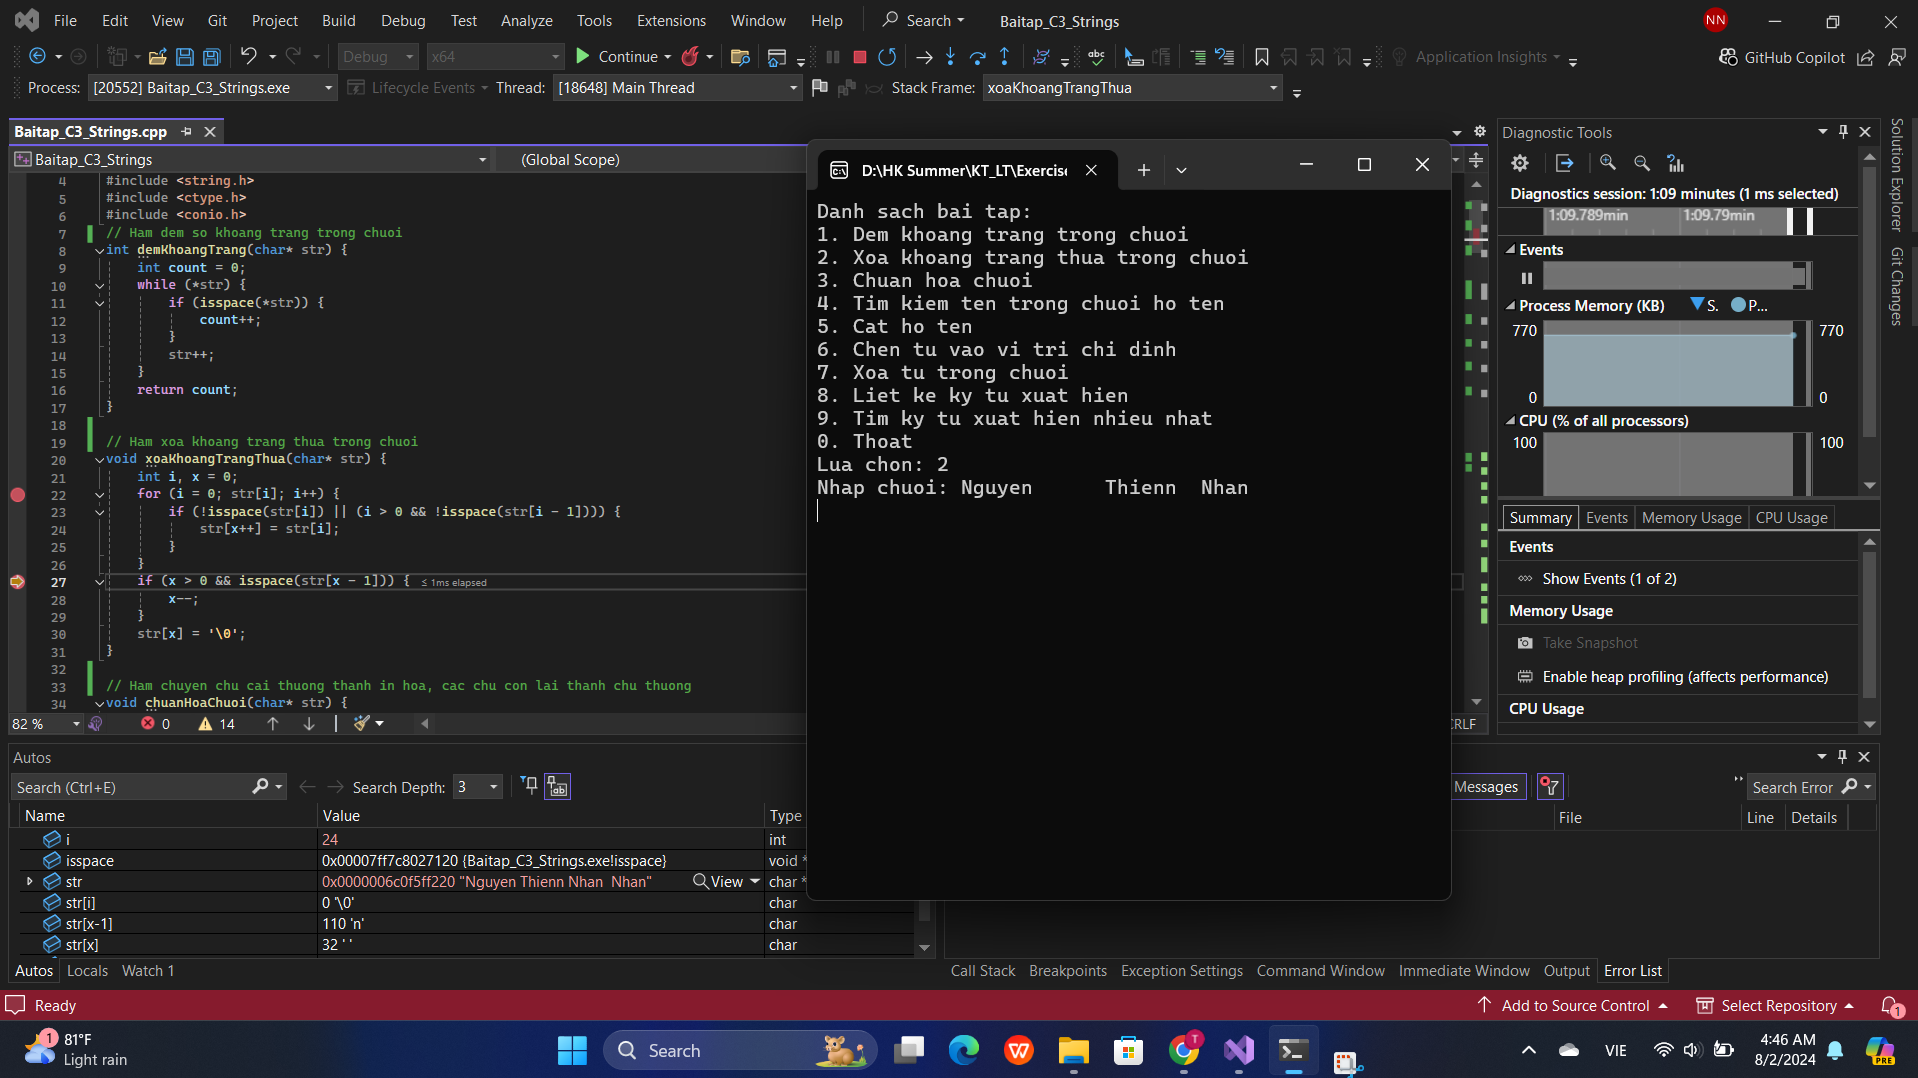 File Edit View Git Project Build Debug Test Analyze Tools Extensions Window Help Search Baitap_C3_Strings NN
Debug x64 Continue Application Insights GitHub Copilot
Process: [20552] Baitap_C3_Strings.exe Lifecycle Events Thread: [18648] Main Thread Stack Frame: xoaKhoangTrangThua
Baitap_C3_Strings.cpp
Baitap_C3_Strings (Global Scope)
4 #include <string.h>
5 #include <ctype.h>
6 #include <conio.h>
7 // Ham dem so khoang trang trong chuoi
8 int demKhoangTrang(char* str) {
9 int count = 0;
10 while (*str) {
11 if (isspace(*str)) {
12 count++;
13 }
14 str++;
15 }
16 return count;
17 }
18
19 // Ham xoa khoang trang thua trong chuoi
20 void xoaKhoangTrangThua(char* str) {
21 int i, x = 0;
22 for (i = 0; str[i]; i++) {
23 if (!isspace(str[i]) || (i > 0 && !isspace(str[i - 1]))) {
24 str[x++] = str[i];
25 }
26 }
27 if (x > 0 && isspace(str[x - 1])) { ≤ 1ms elapsed
28 x--;
29 }
30 str[x] = '\0';
31 }
32
33 // Ham chuyen chu cai thuong thanh in hoa, cac chu con lai thanh chu thuong
34 void chuanHoaChuoi(char* str) {
82 % 0 14 CRLF
D:\HK Summer\KT_LT\Exercise
Danh sach bai tap:
1. Dem khoang trang trong chuoi
2. Xoa khoang trang thua trong chuoi
3. Chuan hoa chuoi
4. Tim kiem ten trong chuoi ho ten
5. Cat ho ten
6. Chen tu vao vi tri chi dinh
7. Xoa tu trong chuoi
8. Liet ke ky tu xuat hien
9. Tim ky tu xuat hien nhieu nhat
0. Thoat
Lua chon: 2
Nhap chuoi: Nguyen      Thienn  Nhan
Diagnostic Tools
Diagnostics session: 1:09 minutes (1 ms selected)
1:09.789min 1:09.79min
Events
Process Memory (KB) S. P...
770 770
0 0
CPU (% of all processors)
100 100
Summary Events Memory Usage CPU Usage
Events
Show Events (1 of 2)
Memory Usage
Take Snapshot
Enable heap profiling (affects performance)
CPU Usage
Solution Explorer
Git Changes
Autos
Search (Ctrl+E) Search Depth: 3
Name Value Type
i 24 int
isspace 0x00007ff7c8027120 {Baitap_C3_Strings.exe!isspace} void *
str 0x0000006c0f5ff220 "Nguyen Thienn Nhan  Nhan" View char *
str[i] 0 '\0' char
str[x-1] 110 'n' char
str[x] 32 ' ' char
Autos Locals Watch 1
Messages Search Error
File Line Details
Call Stack Breakpoints Exception Settings Command Window Immediate Window Output Error List
Ready Add to Source Control Select Repository 1
1 81°F
Light rain
Search
T
VIE
4:46 AM
8/2/2024
PRE